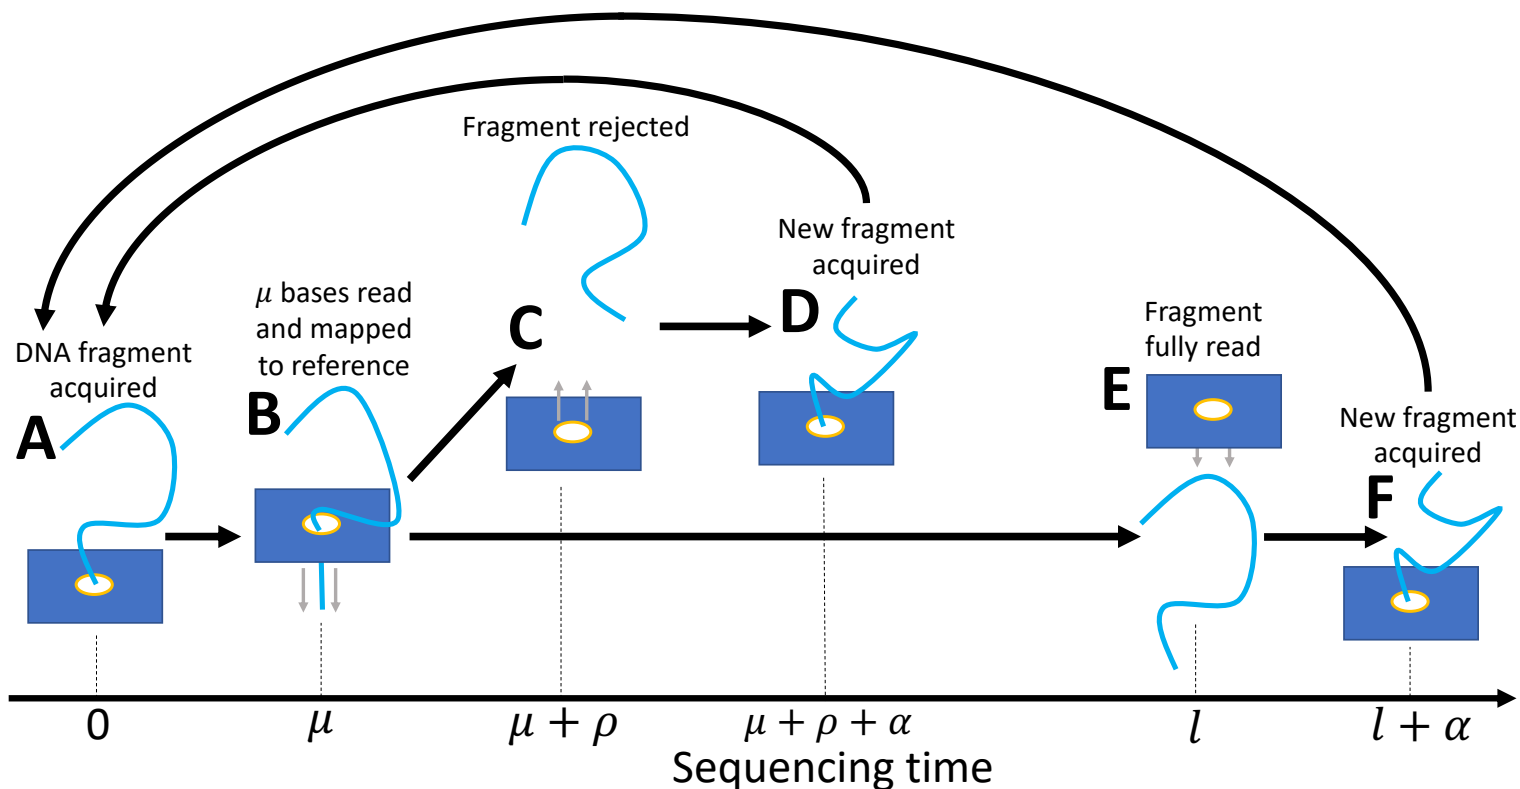 Fragment rejected
New fragment
acquired
D
μ bases read
and mapped
to reference
B
C
DNA fragment
acquired
A
Fragment
fully read
E
New fragment
acquired
F
0
μ
μ + ρ
μ + ρ + α
l
l + α
Sequencing time